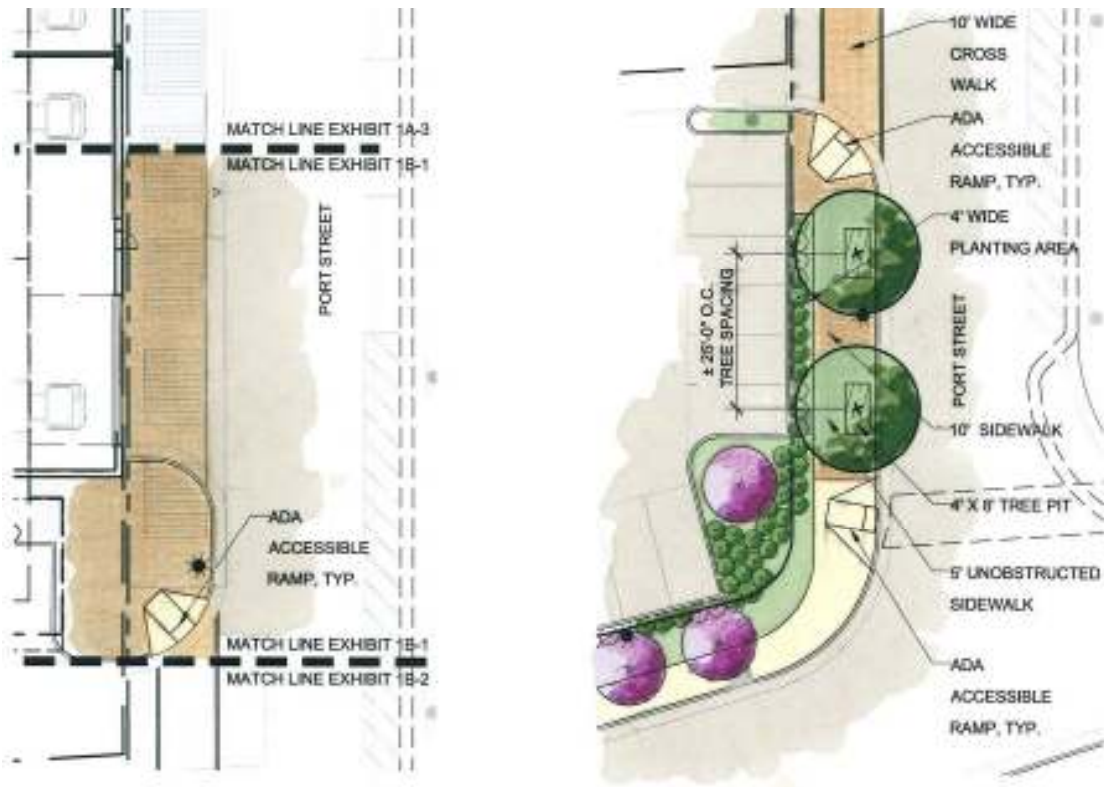 MATCH LINE EXHIBIT 1A-3
MATCH LINE EXHIBIT 1B-1
PORT STREET
ADA
ACCESSIBLE
RAMP, TYP.
MATCH LINE EXHIBIT 1B-1
MATCH LINE EXHIBIT 1B-2
10' WIDE
CROSS
WALK
ADA
ACCESSIBLE
RAMP, TYP.
4' WIDE
PLANTING AREA
± 25'-0" O.C.
TREE SPACING
PORT STREET
10' SIDEWALK
4' X 8' TREE PIT
5' UNOBSTRUCTED
SIDEWALK
ADA
ACCESSIBLE
RAMP, TYP.